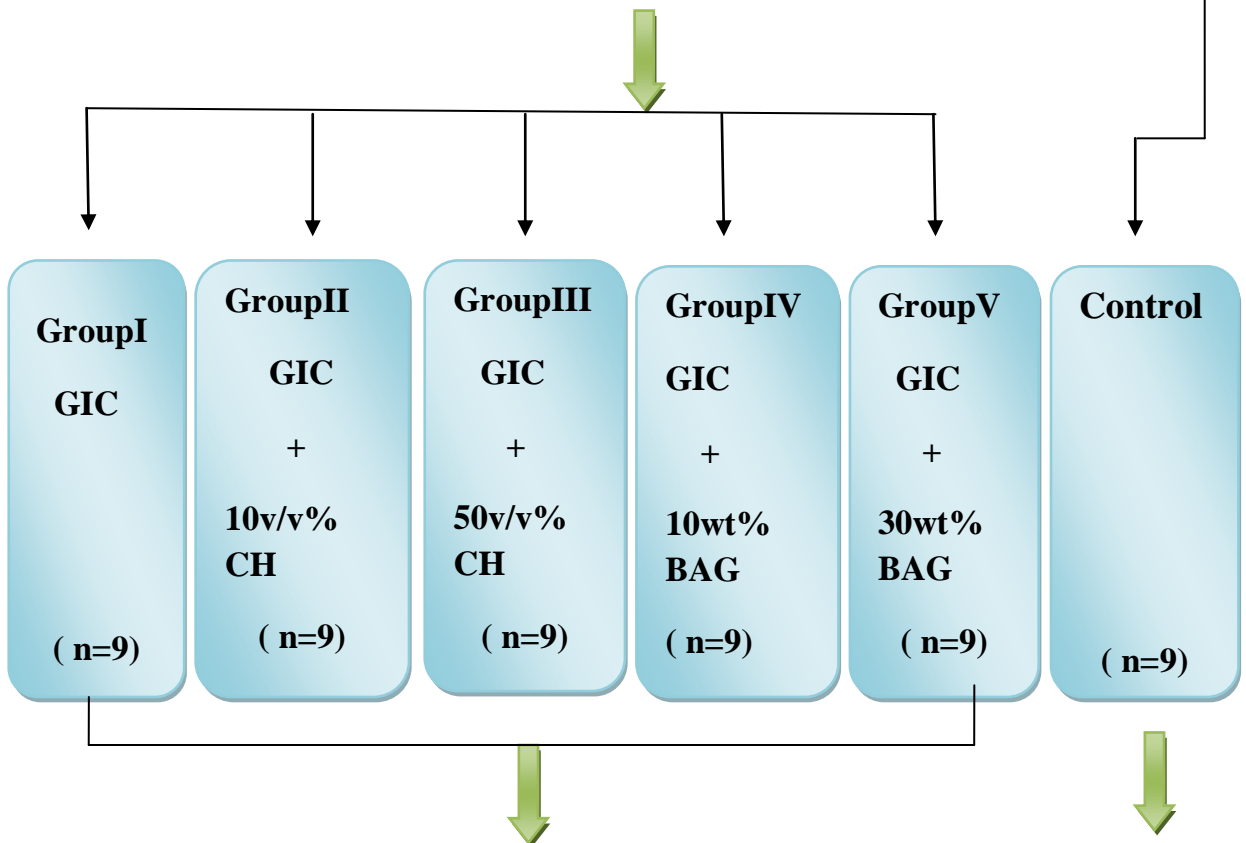 GroupI
GIC
( n=9)
GroupII
GIC
+
10v/v%
CH
( n=9)
GroupIII
GIC
+
50v/v%
CH
( n=9)
GroupIV
GIC
+
10wt%
BAG
( n=9)
GroupV
GIC
+
30wt%
BAG
( n=9)
Control
( n=9)